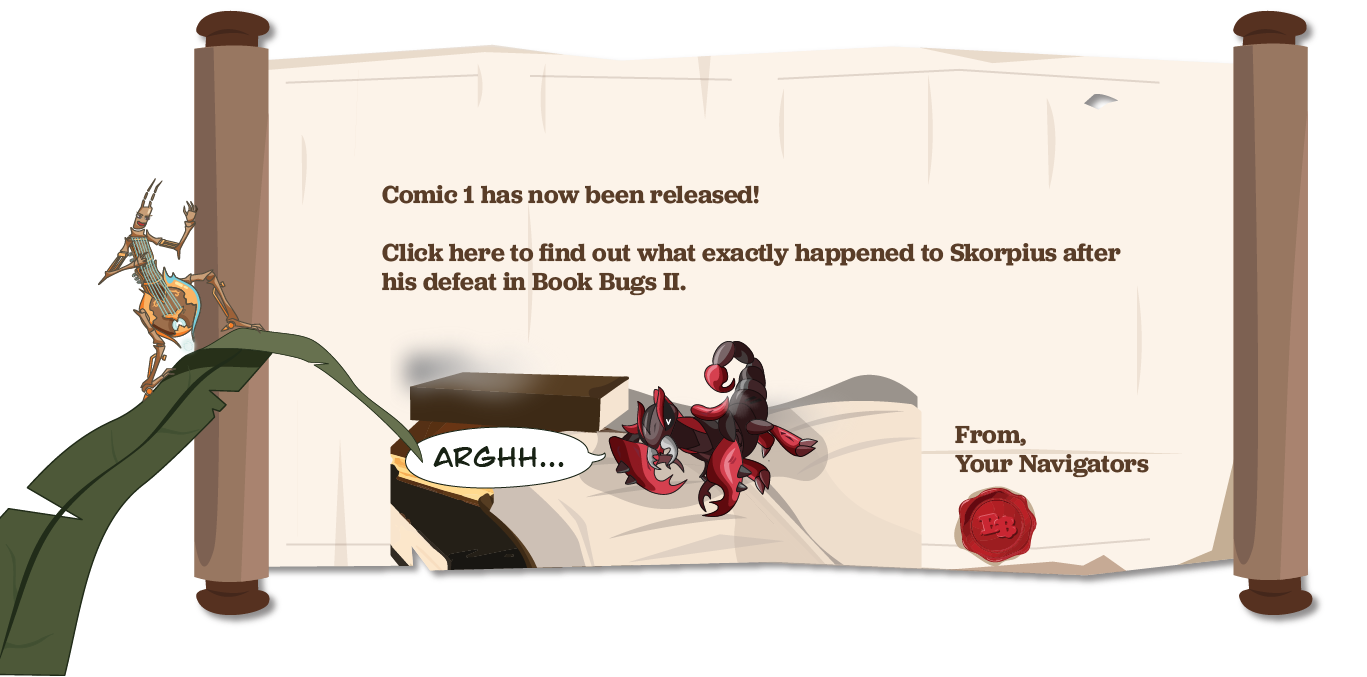 Comic 1 has now been released!
Click here to find out what exactly happened to Skorpius after
his defeat in Book Bugs II.
ARGHH...
From,
Your Navigators
BB